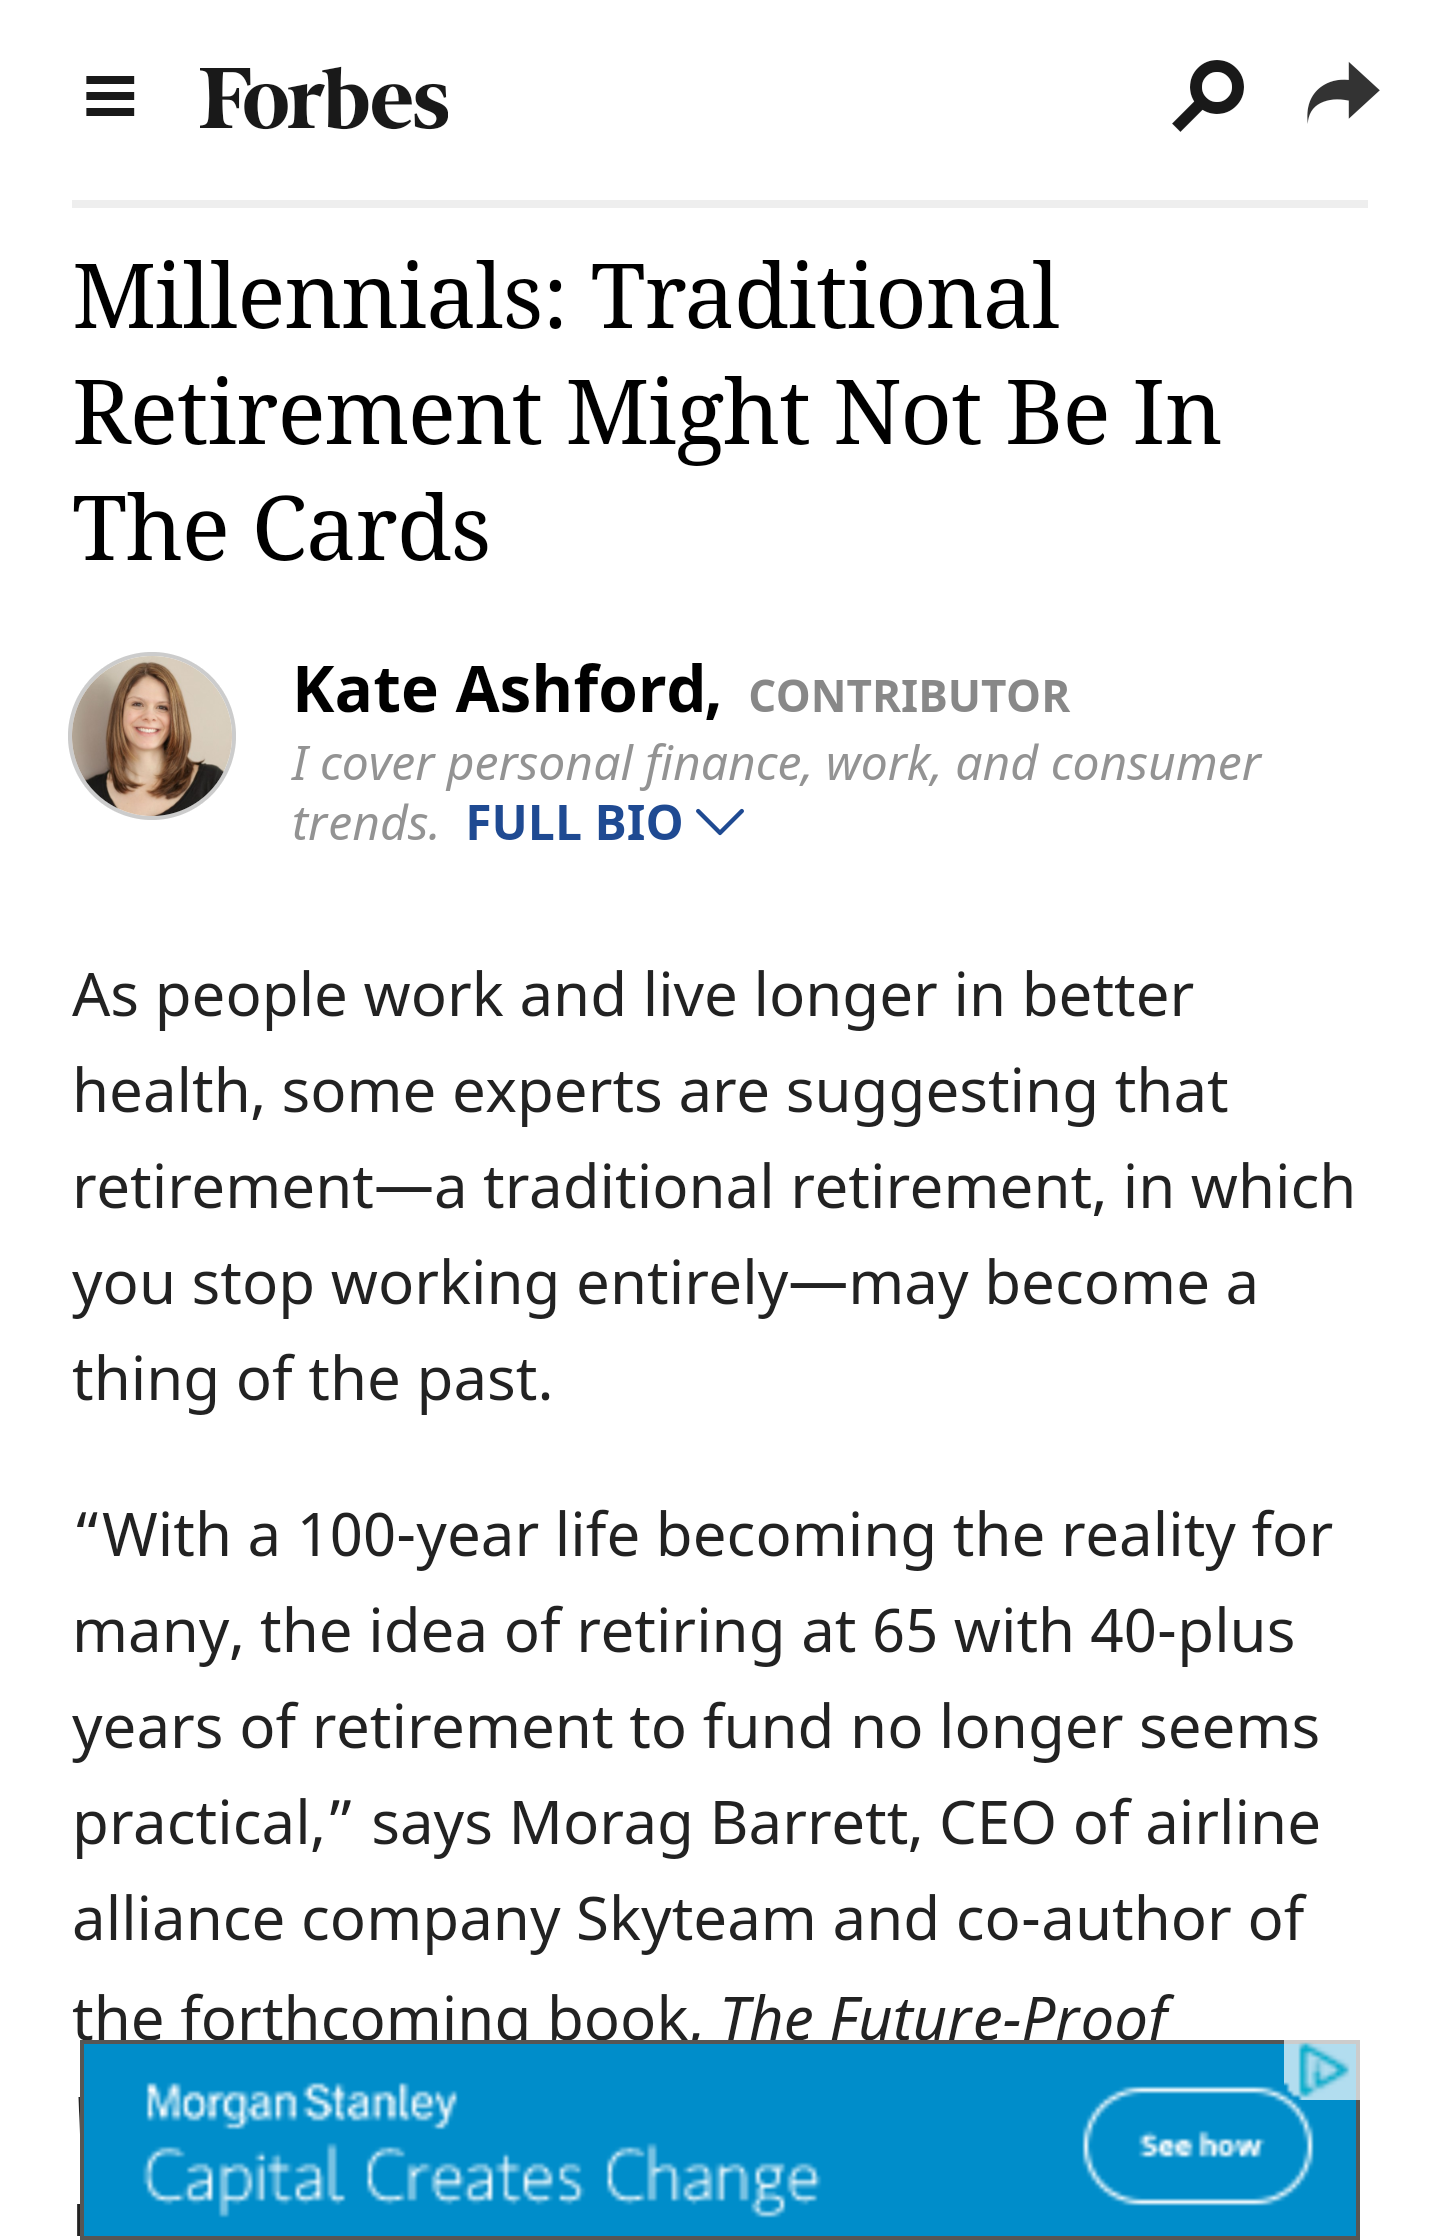 Forbes
Millennials: Traditional
Retirement Might Not Be In
The Cards
Kate Ashford, CONTRIBUTOR
I cover personal finance, work, and consumer
trends. FULL BIO
As people work and live longer in better
health, some experts are suggesting that
retirement—a traditional retirement, in which
you stop working entirely—may become a
thing of the past.
“With a 100-year life becoming the reality for
many, the idea of retiring at 65 with 40-plus
years of retirement to fund no longer seems
practical,” says Morag Barrett, CEO of airline
alliance company Skyteam and co-author of
the forthcoming book, The Future-Proof
Morgan Stanley
Capital Creates Change
See how